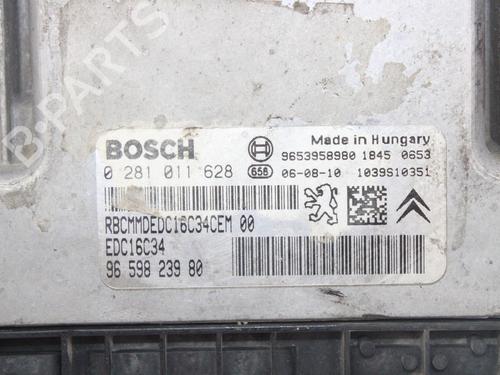 B-PARTS
BOSCH
Made in Hungary
9653958980 1845 0653
0 281 011 628
658 06-08-10 1039S10351
RBCMMDEDC16C34CEM 00
EDC16C34
96 598 239 80